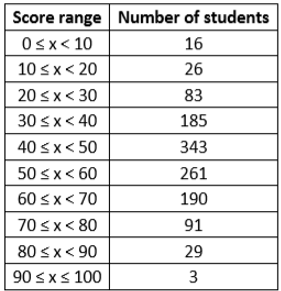 Score range Number of students
0 ≤ x < 10 16
10 ≤ x < 20 26
20 ≤ x < 30 83
30 ≤ x < 40 185
40 ≤ x < 50 343
50 ≤ x < 60 261
60 ≤ x < 70 190
70 ≤ x < 80 91
80 ≤ x < 90 29
90 ≤ x ≤ 100 3